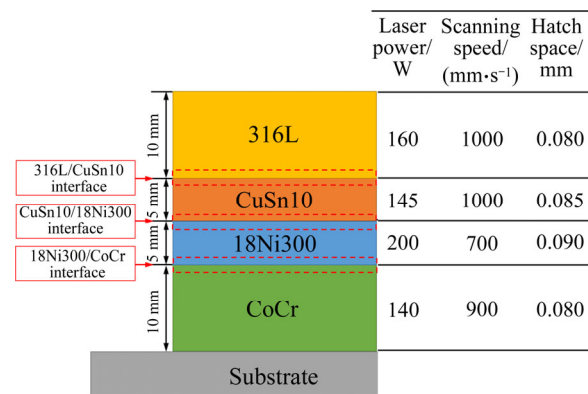 Laser power/ W
Scanning speed/ (mm·s⁻¹)
Hatch space/ mm
10 mm
316L
160
1000
0.080
316L/CuSn10
interface
5 mm
CuSn10
145
1000
0.085
CuSn10/18Ni300
interface
5 mm
18Ni300
200
700
0.090
18Ni300/CoCr
interface
10 mm
CoCr
140
900
0.080
Substrate